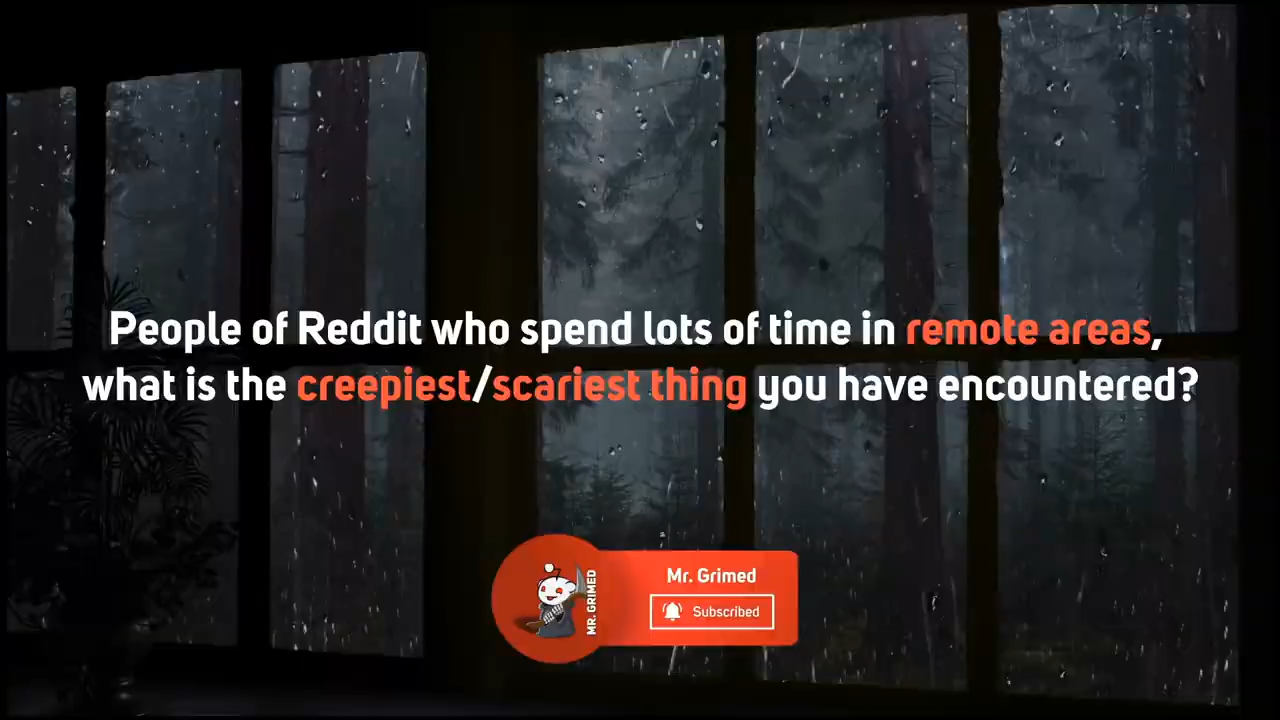 People of Reddit who spend lots of time in remote areas,
what is the creepiest/scariest thing you have encountered?
MR. GRIMED
Mr. Grimed
Subscribed